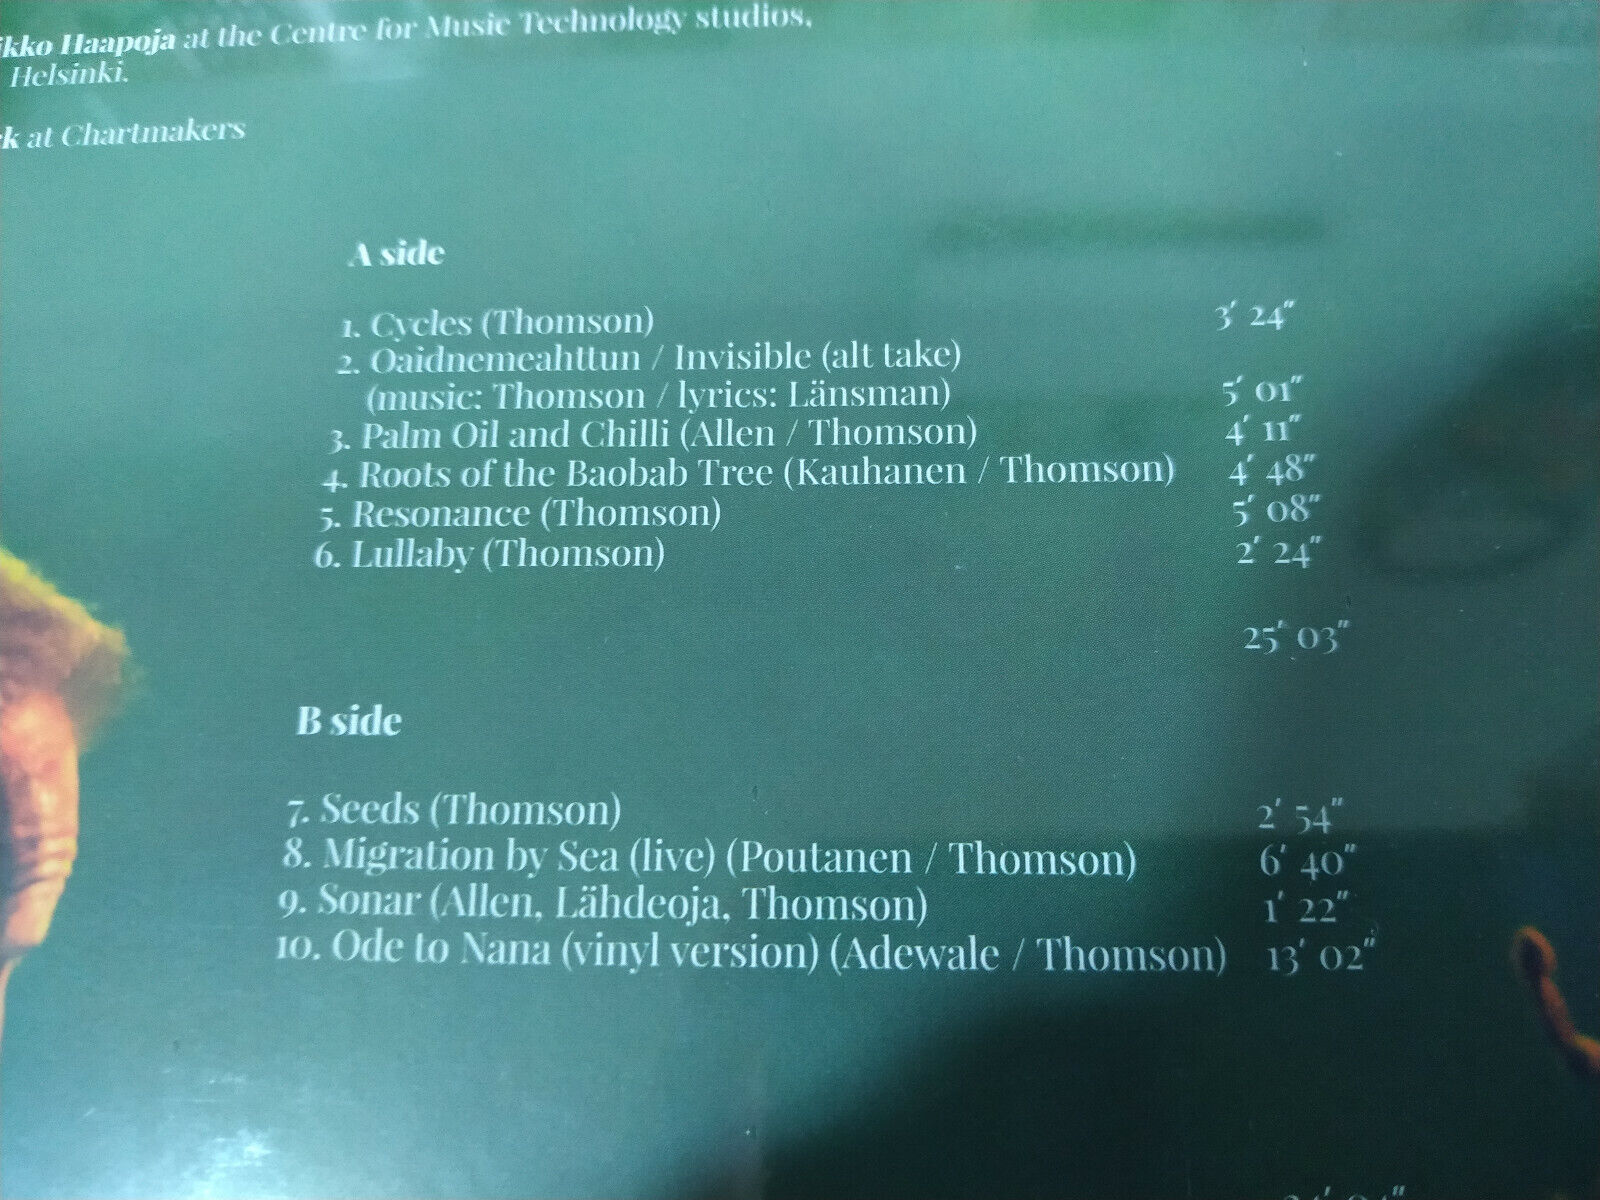 Haapoja at the Centre for Music Technology studios,
Helsinki.
at Chartmakers
A side
1. Cycles (Thomson) 3' 24"
2. Oaidnemeahttun / Invisible (alt take)
(music: Thomson / lyrics: Länsman) 5' 01"
3. Palm Oil and Chilli (Allen / Thomson) 4' 11"
4. Roots of the Baobab Tree (Kauhanen / Thomson) 4' 48"
5. Resonance (Thomson) 5' 08"
6. Lullaby (Thomson) 2' 24"
25' 03"
B side
7. Seeds (Thomson) 2' 54"
8. Migration by Sea (live) (Poutanen / Thomson) 6' 40"
9. Sonar (Allen, Lähdeoja, Thomson) 1' 22"
10. Ode to Nana (vinyl version) (Adewale / Thomson) 13' 02"